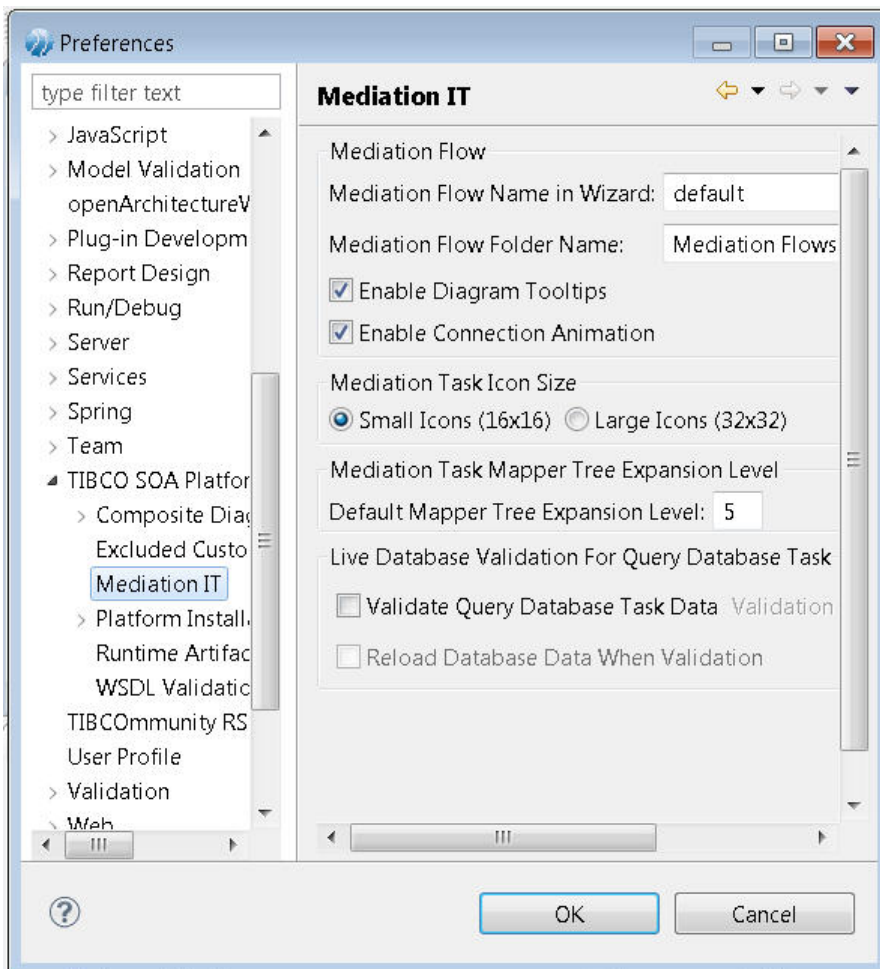 Preferences
type filter text
JavaScript
Model Validation
openArchitectureW
Plug-in Developm
Report Design
Run/Debug
Server
Services
Spring
Team
TIBCO SOA Platfor
Composite Diag
Excluded Custo
Mediation IT
Platform Install
Runtime Artifac
WSDL Validatic
TIBCOmmunity RS
User Profile
Validation
Web
Mediation IT
Mediation Flow
Mediation Flow Name in Wizard: default
Mediation Flow Folder Name: Mediation Flows
Enable Diagram Tooltips
Enable Connection Animation
Mediation Task Icon Size
Small Icons (16x16) Large Icons (32x32)
Mediation Task Mapper Tree Expansion Level
Default Mapper Tree Expansion Level: 5
Live Database Validation For Query Database Task
Validate Query Database Task Data Validation
Reload Database Data When Validation
OK Cancel